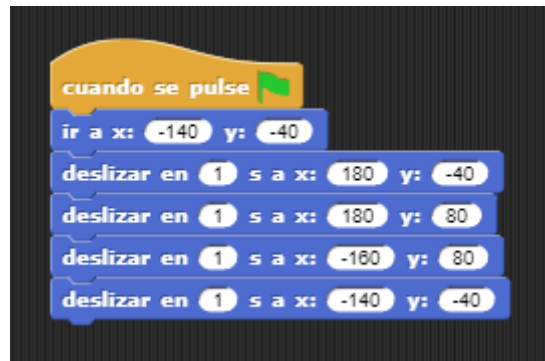 cuando se pulse
ir a x: -140 y: -40
deslizar en 1 s a x: 180 y: -40
deslizar en 1 s a x: 180 y: 80
deslizar en 1 s a x: -160 y: 80
deslizar en 1 s a x: -140 y: -40